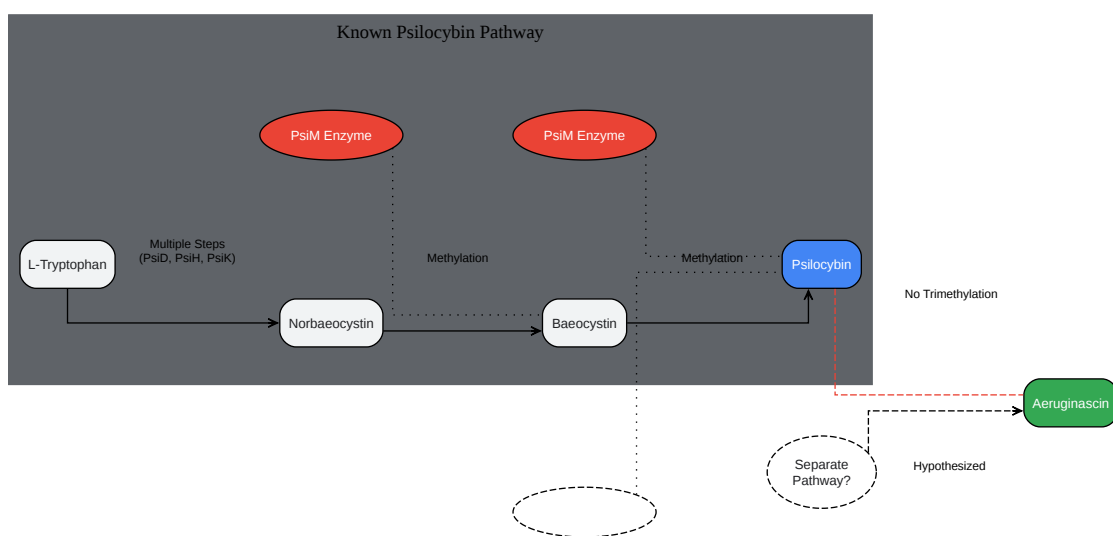 Known Psilocybin Pathway
PsiM Enzyme
PsiM Enzyme
L-Tryptophan
Multiple Steps
(PsiD, PsiH, PsiK)
Methylation
Methylation
Psilocybin
No Trimethylation
Norbaeocystin
Baeocystin
Aeruginascin
Separate
Pathway?
Hypothesized